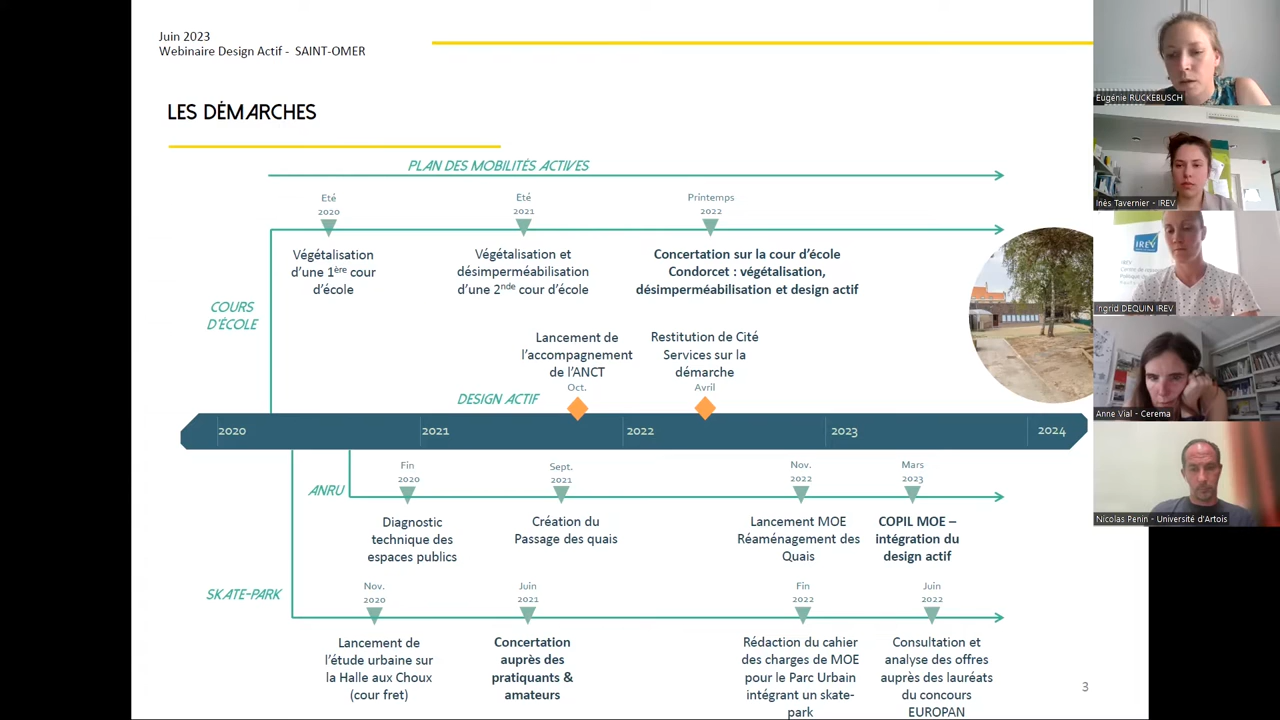 Juin 2023
Webinaire Design Actif - SAINT-OMER
LES DÉMARCHES
PLAN DES MOBILITÉS ACTIVES
Eté
2020
Eté
2021
Printemps
2022
Végétalisation
d'une 1ère cour
d'école
Végétalisation et
désimperméabilisation
d'une 2nde cour d'école
Concertation sur la cour d'école
Condorcet : végétalisation,
désimperméabilisation et design actif
COURS
D'ÉCOLE
Lancement de
l'accompagnement
de l'ANCT
Oct.
Restitution de Cité
Services sur la
démarche
Avril
DESIGN ACTIF
2020
2021
2022
2023
2024
ANRU
Fin
2020
Sept.
2021
Nov.
2022
Mars
2023
Diagnostic
technique des
espaces publics
Création du
Passage des quais
Lancement MOE
Réaménagement des
Quais
COPIL MOE –
intégration du
design actif
SKATE-PARK
Nov.
2020
Juin
2021
Fin
2022
Juin
2022
Lancement de
l'étude urbaine sur
la Halle aux Choux
(cour fret)
Concertation
auprès des
pratiquants &
amateurs
Rédaction du cahier
des charges de MOE
pour le Parc Urbain
intégrant un skate-
park
Consultation et
analyse des offres
auprès des lauréats
du concours
EUROPAN
3
Eugénie RUCKEBUSCH
Inès Tavernier - IREV
IREV
IREV
Ingrid DEQUIN IREV
Anne Vial - Cerema
Nicolas Penin - Université d'Artois